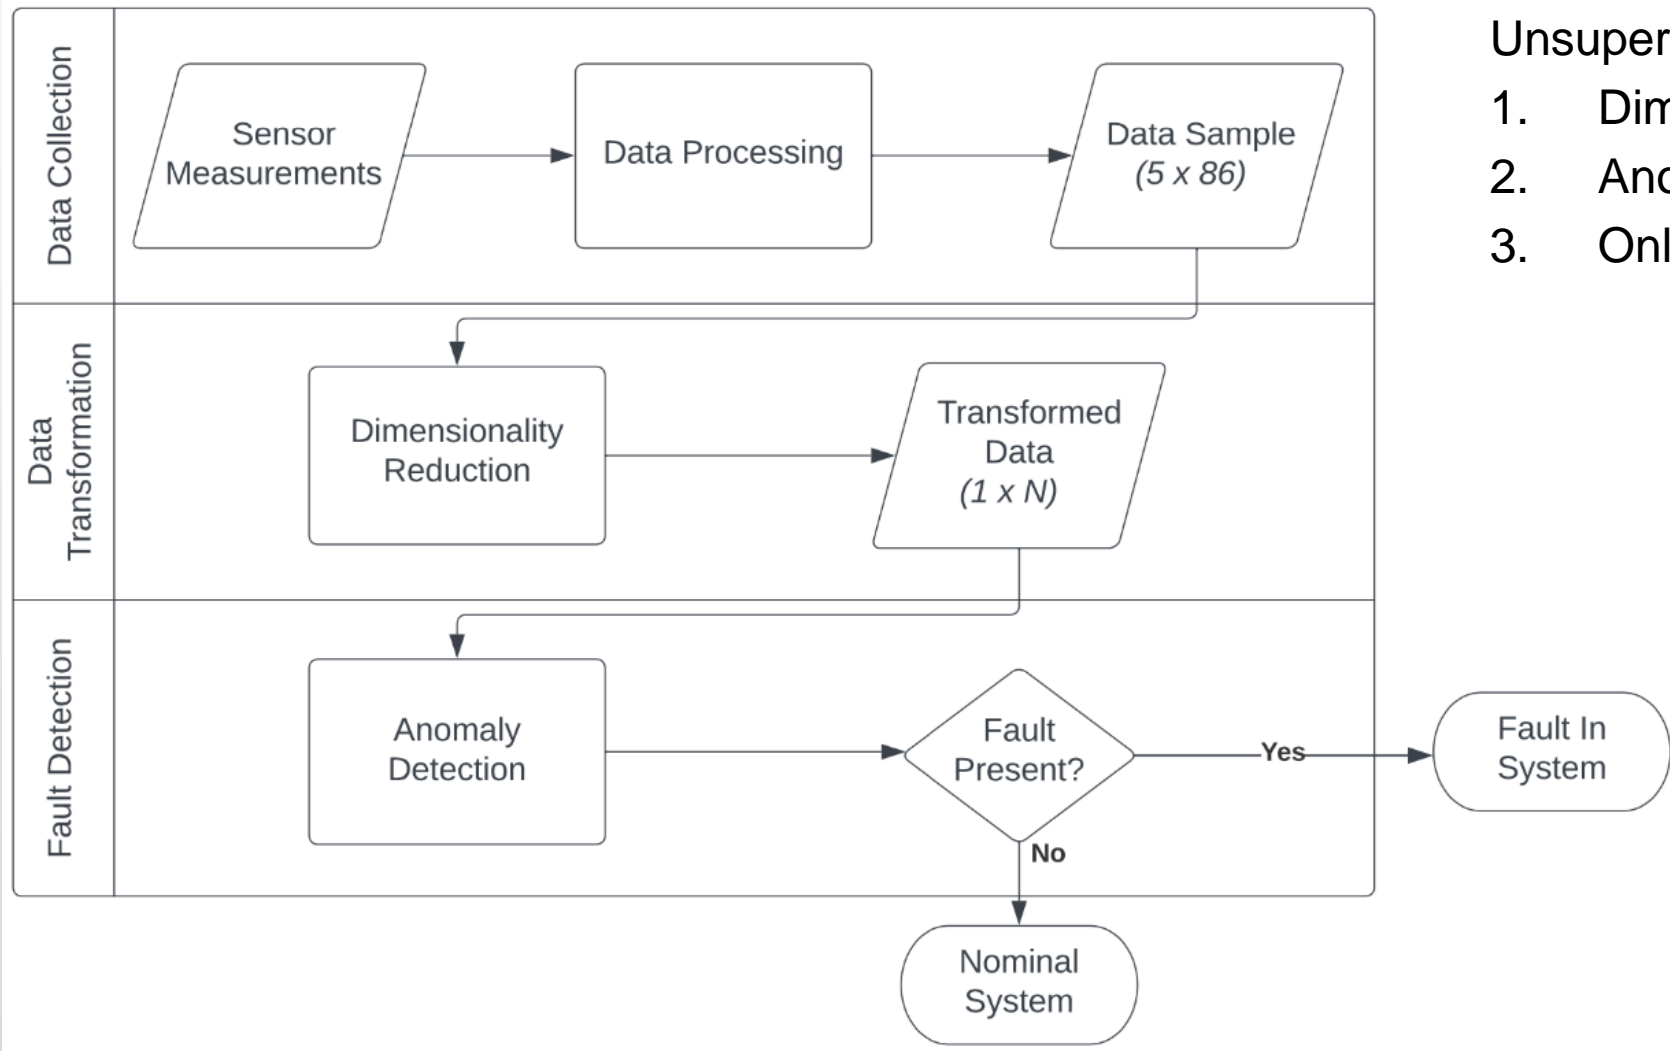 Data Collection
Sensor
Measurements
Data Processing
Data Sample
(5 x 86)
Data
Transformation
Dimensionality
Reduction
Transformed
Data
(1 x N)
Fault Detection
Anomaly
Detection
Fault
Present?
Yes
No
Fault In
System
Nominal
System
Unsuper
1. Dim
2. Ano
3. Onl